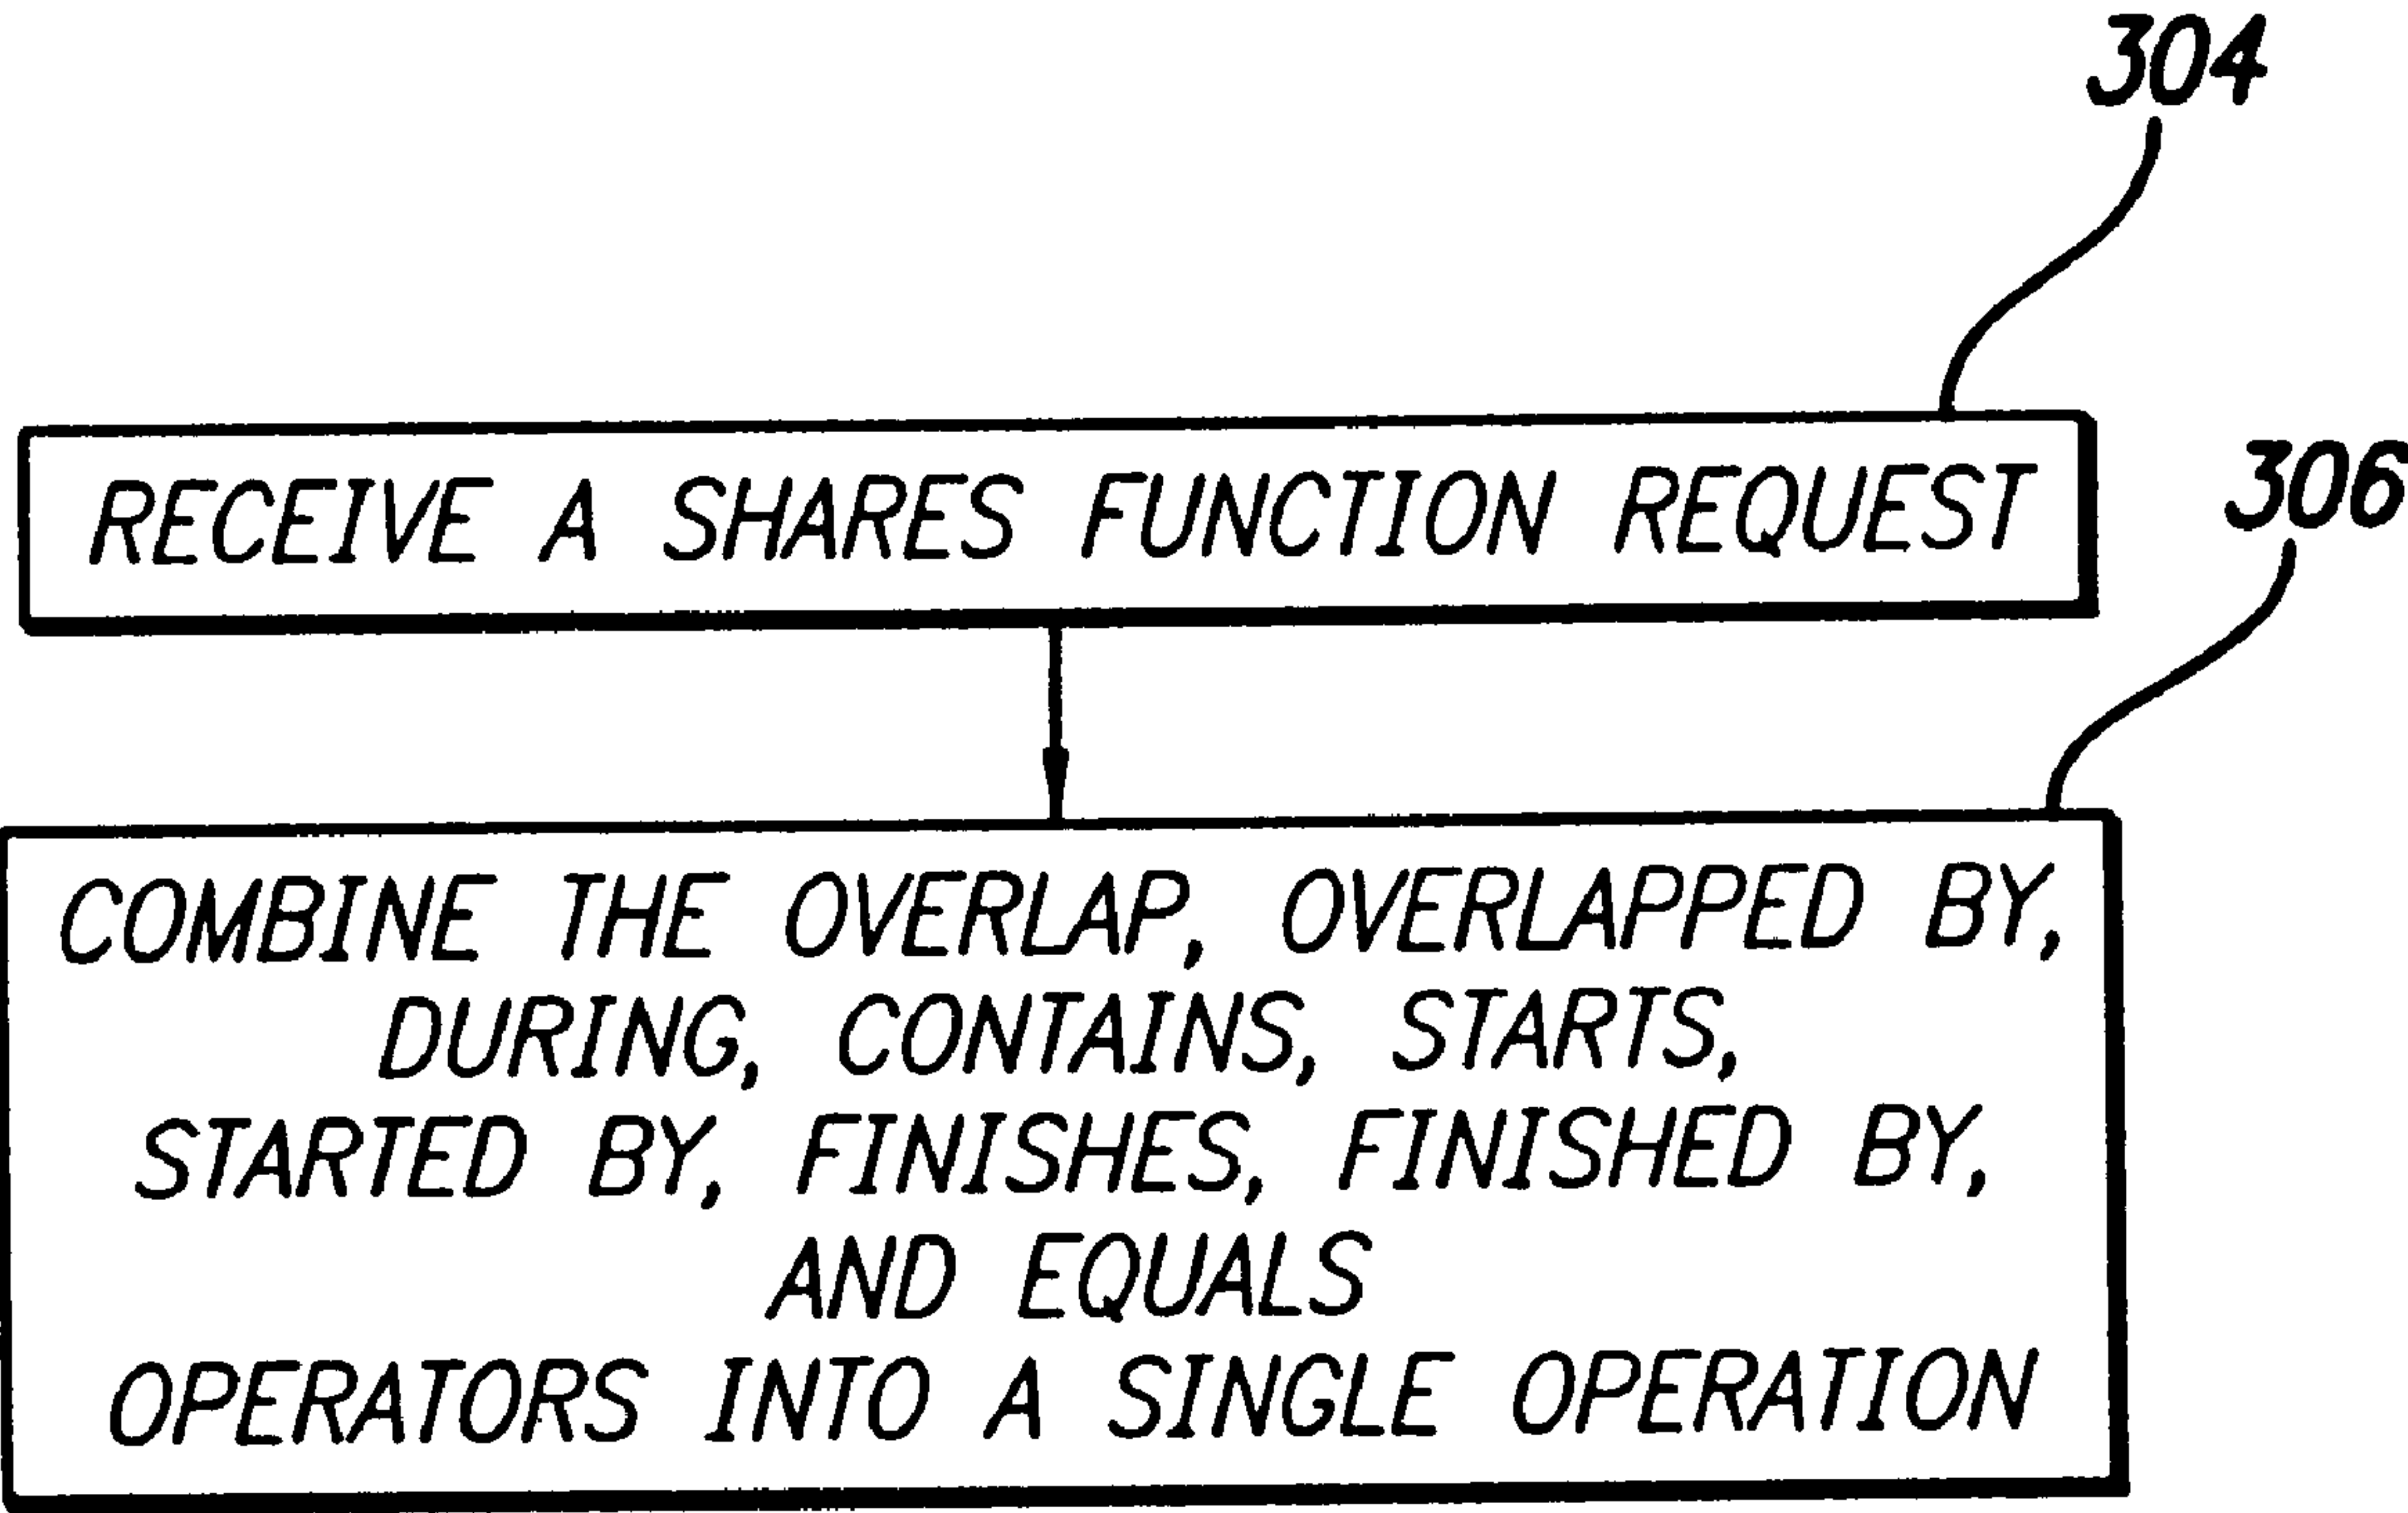 304
RECEIVE A SHARES FUNCTION REQUEST
306
COMBINE THE OVERLAP, OVERLAPPED BY,
DURING, CONTAINS, STARTS,
STARTED BY, FINISHES, FINISHED BY,
AND EQUALS
OPERATORS INTO A SINGLE OPERATION